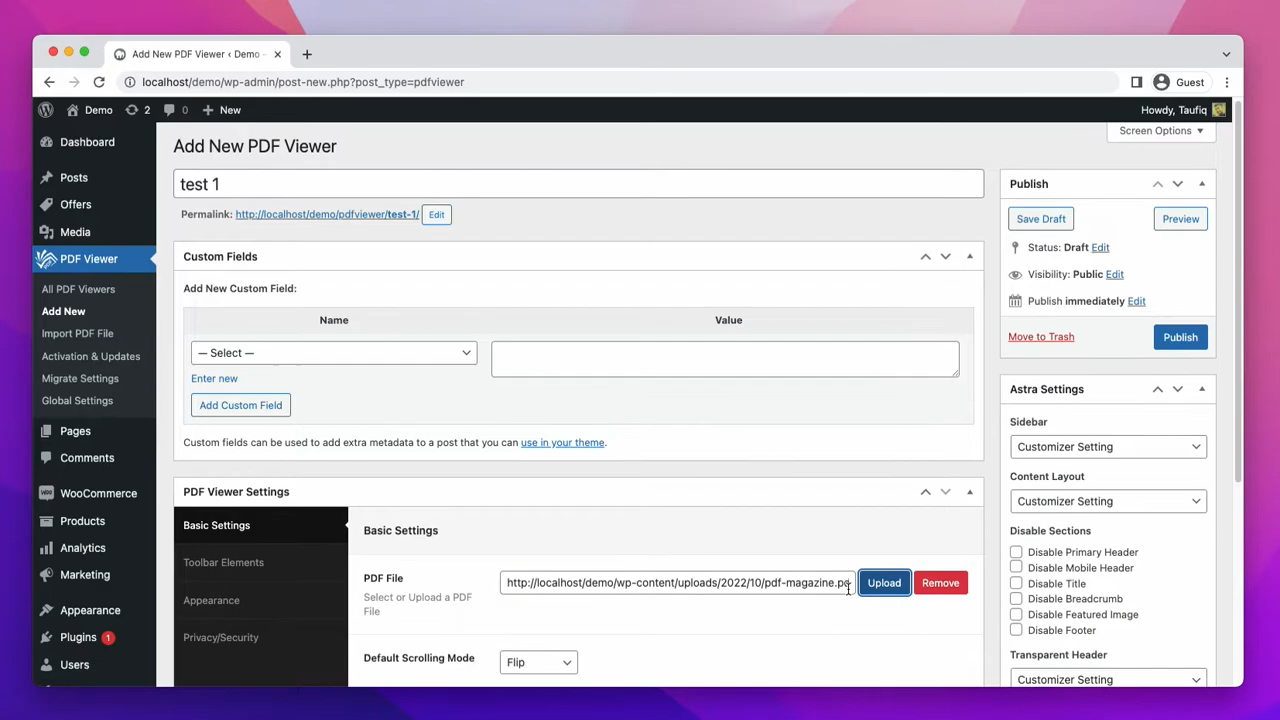 Add New PDF Viewer ‹ Demo –
localhost/demo/wp-admin/post-new.php?post_type=pdfviewer
Guest
Demo
2
0
New
Howdy, Taufiq
Screen Options
Dashboard
Posts
Offers
Media
PDF Viewer
All PDF Viewers
Add New
Import PDF File
Activation & Updates
Migrate Settings
Global Settings
Pages
Comments
WooCommerce
Products
Analytics
Marketing
Appearance
Plugins 1
Users
Add New PDF Viewer
test 1
Permalink: http://localhost/demo/pdfviewer/test-1/ Edit
Custom Fields
Add New Custom Field:
Name Value
— Select —
Enter new
Add Custom Field
Custom fields can be used to add extra metadata to a post that you can use in your theme.
PDF Viewer Settings
Basic Settings
Toolbar Elements
Appearance
Privacy/Security
Basic Settings
PDF File
Select or Upload a PDF
File
http://localhost/demo/wp-content/uploads/2022/10/pdf-magazine.pd
Upload
Remove
Default Scrolling Mode
Flip
Publish
Save Draft
Preview
Status: Draft Edit
Visibility: Public Edit
Publish immediately Edit
Move to Trash
Publish
Astra Settings
Sidebar
Customizer Setting
Content Layout
Customizer Setting
Disable Sections
Disable Primary Header
Disable Mobile Header
Disable Title
Disable Breadcrumb
Disable Featured Image
Disable Footer
Transparent Header
Customizer Setting